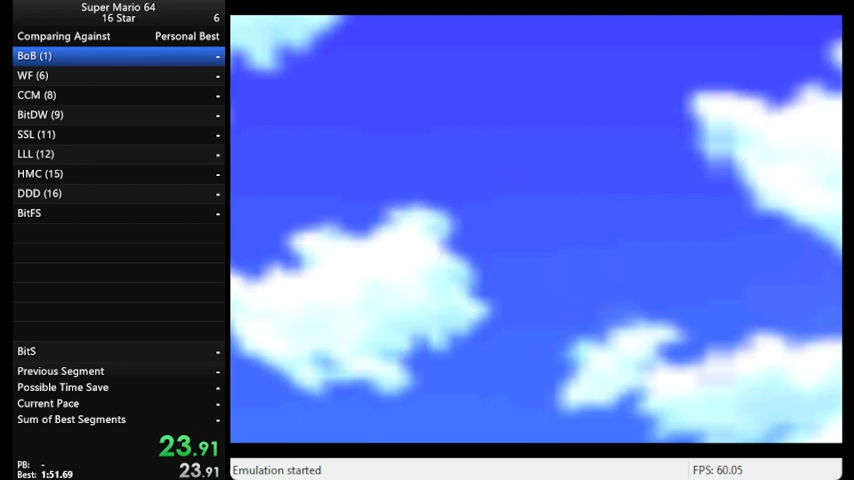 Super Mario 64
16 Star 6
Comparing Against Personal Best
BoB (1) -
WF (6) -
CCM (8) -
BitDW (9) -
SSL (11) -
LLL (12) -
HMC (15) -
DDD (16) -
BitFS -
BitS -
Previous Segment -
Possible Time Save -
Current Pace -
Sum of Best Segments -
23.91
PB: -
Best: 1:51.69 23.91
Emulation started FPS: 60.05